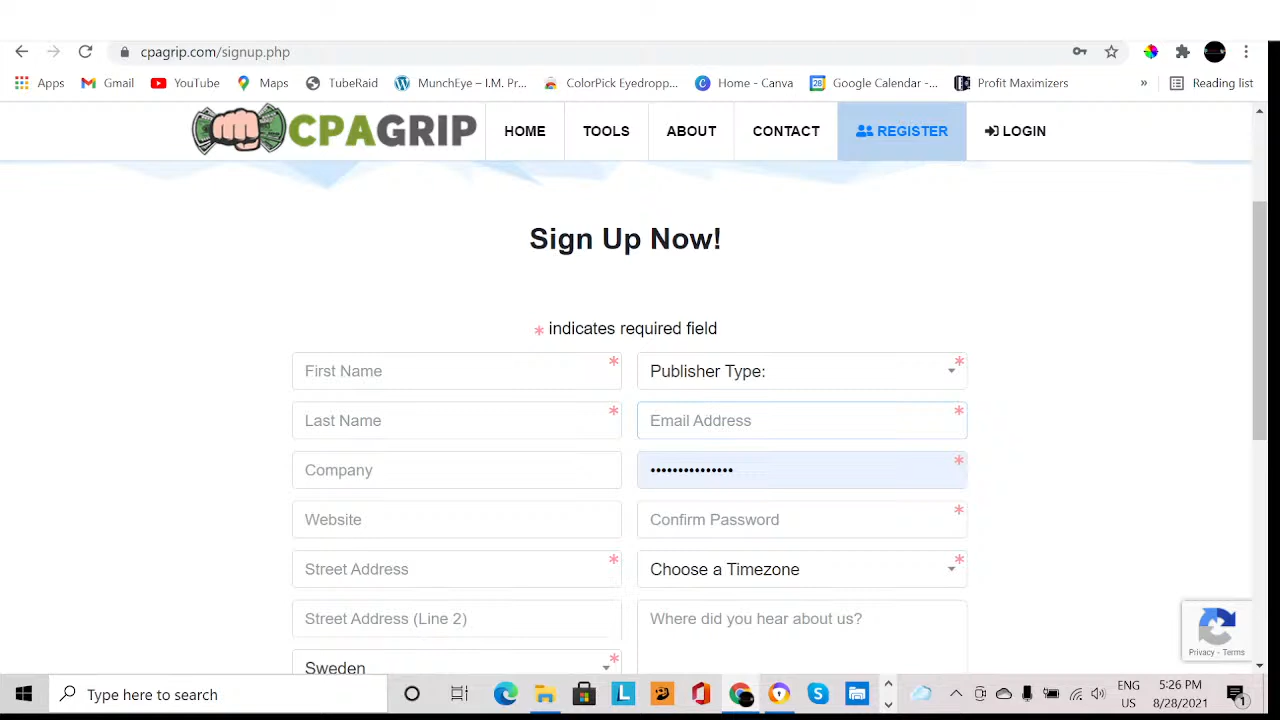 cpagrip.com/signup.php
Apps Gmail YouTube Maps TubeRaid MunchEye – I.M. Pr... ColorPick Eyedropp... Home - Canva Google Calendar -... Profit Maximizers » Reading list
CPAGRIP HOME TOOLS ABOUT CONTACT REGISTER LOGIN
Sign Up Now!
* indicates required field
First Name * Publisher Type: *
Last Name * Email Address *
Company ••••••••••••••• *
Website Confirm Password *
Street Address * Choose a Timezone *
Street Address (Line 2) Where did you hear about us?
Sweden *
Privacy - Terms
Type here to search
ENG 5:26 PM
US 8/28/2021 1